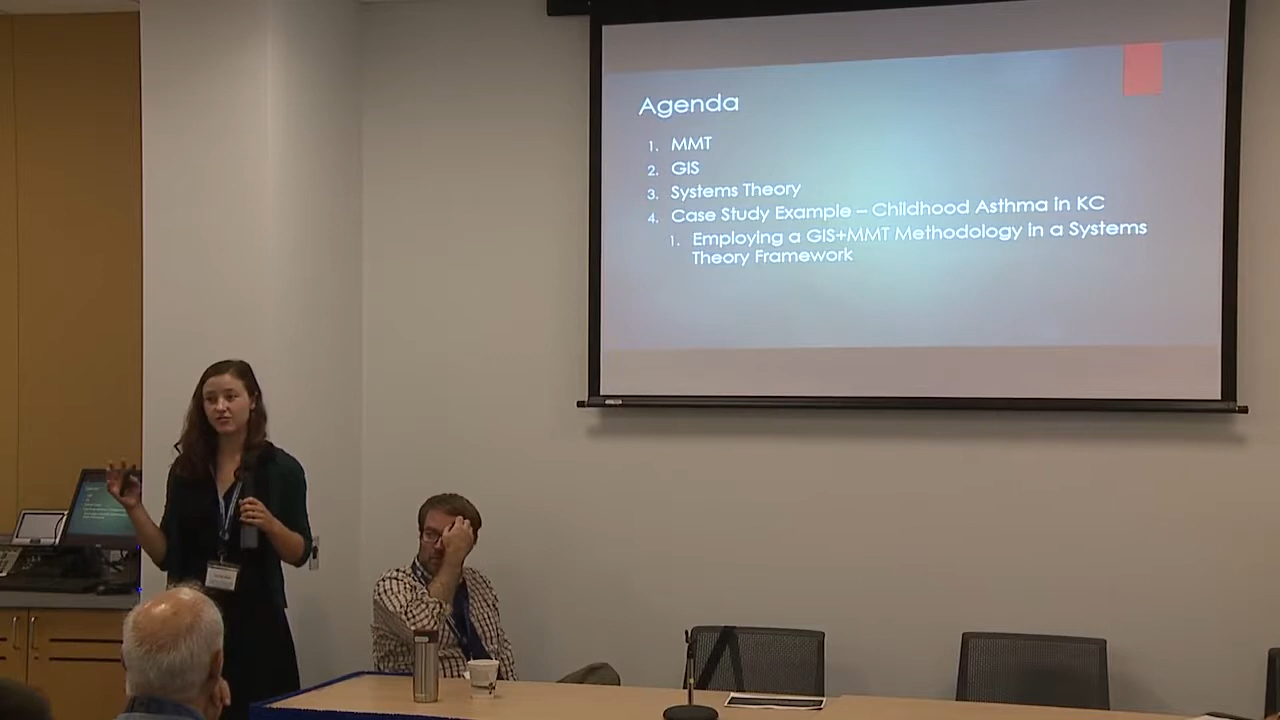 Agenda
1. MMT
2. GIS
3. Systems Theory
4. Case Study Example – Childhood Asthma in KC
1. Employing a GIS+MMT Methodology in a Systems
Theory Framework